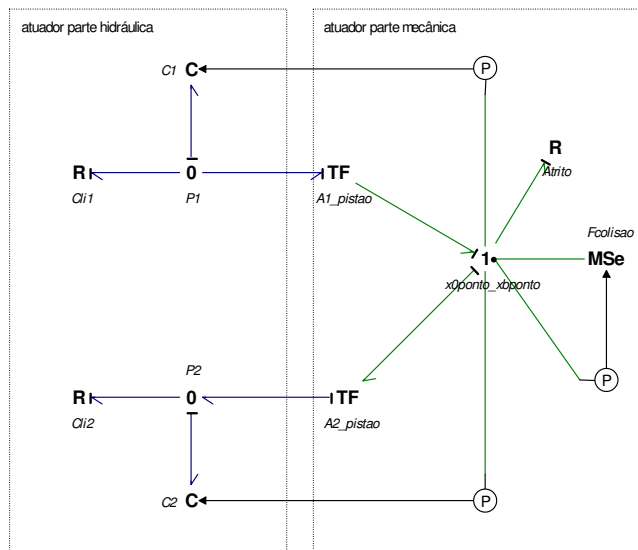 atuador parte hidráulica
atuador parte mecânica
C1 C
P
R
Atrito
R 0 TF
Cli1 P1 A1_pistao
Fcolisao
1 MSe
x0ponto_xbponto
P2
P
R 0 TF
Cli2 A2_pistao
C2 C
P